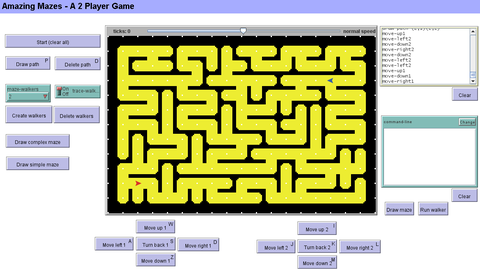 Amazing Mazes - A 2 Player Game
ticks: 0
normal speed
Start (clear all)
Draw path P
Delete path D
maze-walkers
2
On
Off
trace-walk
Create walkers
Delete walkers
Draw complex maze
Draw simple maze
move-up1
move-left2
move-down2
move-right2
move-left2
move-up1
move-down1
move-right1
Clear
command-line
Change
Clear
Draw maze
Run walker
Move up 1 W
Move left 1 A
Turn back 1 S
Move right 1 D
Move down 1 Z
Move up 2 I
Move left 2 J
Turn back 2 K
Move right 2 L
Move down 2 M